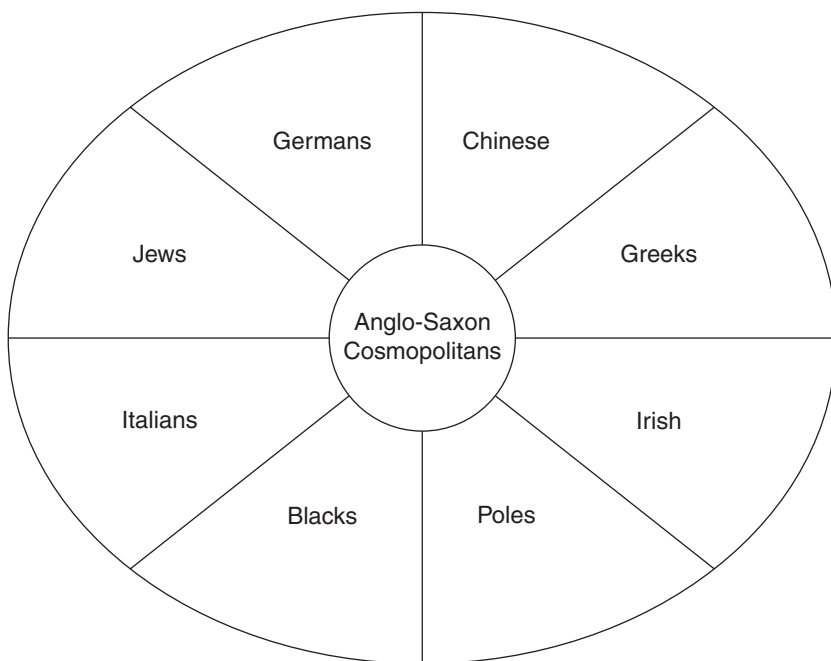 Germans
Chinese
Jews
Greeks
Anglo-Saxon
Cosmopolitans
Italians
Irish
Blacks
Poles